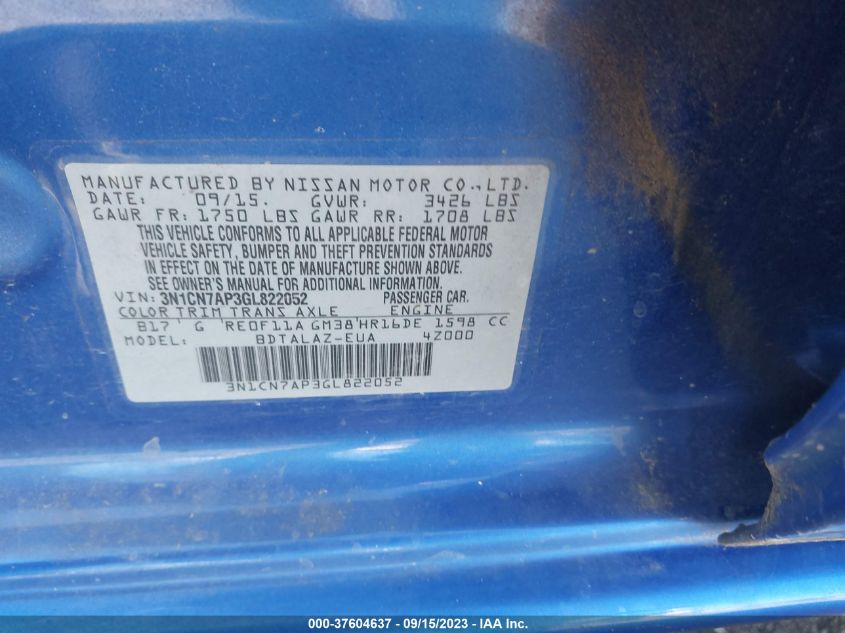 MANUFACTURED BY NISSAN MOTOR CO., LTD.
DATE: 09/15. GVWR: 3426 LBS
GAWR FR: 1750 LBS GAWR RR: 1708 LBS
THIS VEHICLE CONFORMS TO ALL APPLICABLE FEDERAL MOTOR
VEHICLE SAFETY, BUMPER AND THEFT PREVENTION STANDARDS
IN EFFECT ON THE DATE OF MANUFACTURE SHOWN ABOVE.
SEE OWNER'S MANUAL FOR ADDITIONAL INFORMATION.
VIN: 3N1CN7AP3GL822052 PASSENGER CAR.
COLOR TRIM TRANS AXLE ENGINE
B17 ' G 'RE0F11A GM38'HR16DE 1598 CC
MODEL: BDTALAZ-EUA 4Z000
3N1CN7AP3GL822052
000-37604637 - 09/15/2023 - IAA Inc.